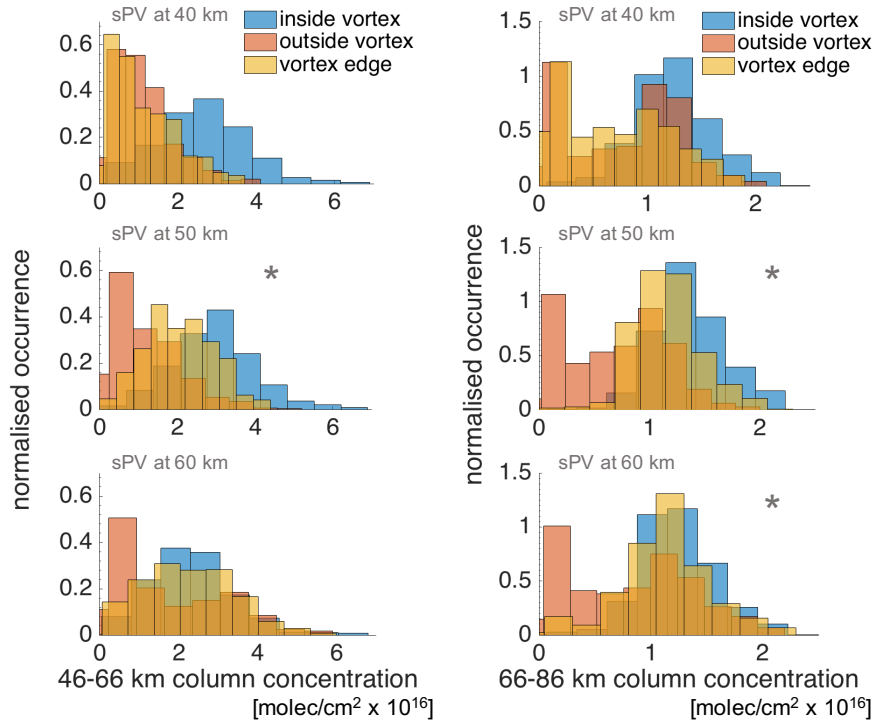 sPV at 40 km
inside vortex
outside vortex
vortex edge
0.6
0.4
0.2
0
0 2 4 6
sPV at 40 km
inside vortex
outside vortex
vortex edge
1.5
1
0.5
0
0 1 2
sPV at 50 km
*
0.6
0.4
0.2
0
0 2 4 6
sPV at 50 km
*
1.5
1
0.5
0
0 1 2
normalised occurrence
normalised occurrence
sPV at 60 km
0.6
0.4
0.2
0
0 2 4 6
sPV at 60 km
*
1.5
1
0.5
0
0 1 2
46-66 km column concentration
[molec/cm² x 10¹⁶]
66-86 km column concentration
[molec/cm² x 10¹⁶]